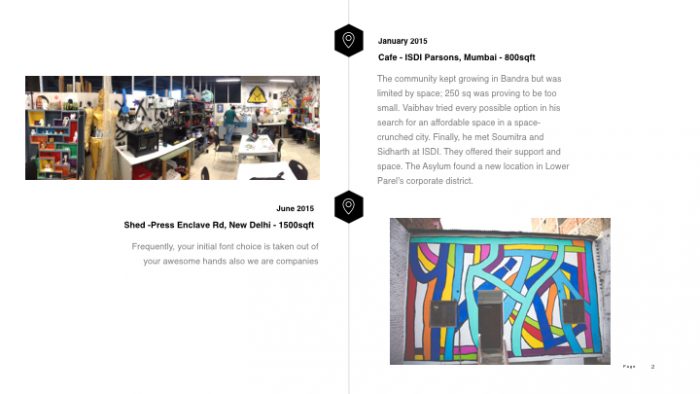 January 2015
Cafe - ISDI Parsons, Mumbai - 800sqft
The community kept growing in Bandra but was
limited by space; 250 sq was proving to be too
small. Vaibhav tried every possible option in his
search for an affordable space in a space-
crunched city. Finally, he met Soumitra and
Sidharth at ISDI. They offered their support and
space. The Asylum found a new location in Lower
Parel's corporate district.
June 2015
Shed -Press Enclave Rd, New Delhi - 1500sqft
Frequently, your initial font choice is taken out of
your awesome hands also we are companies
Page 2